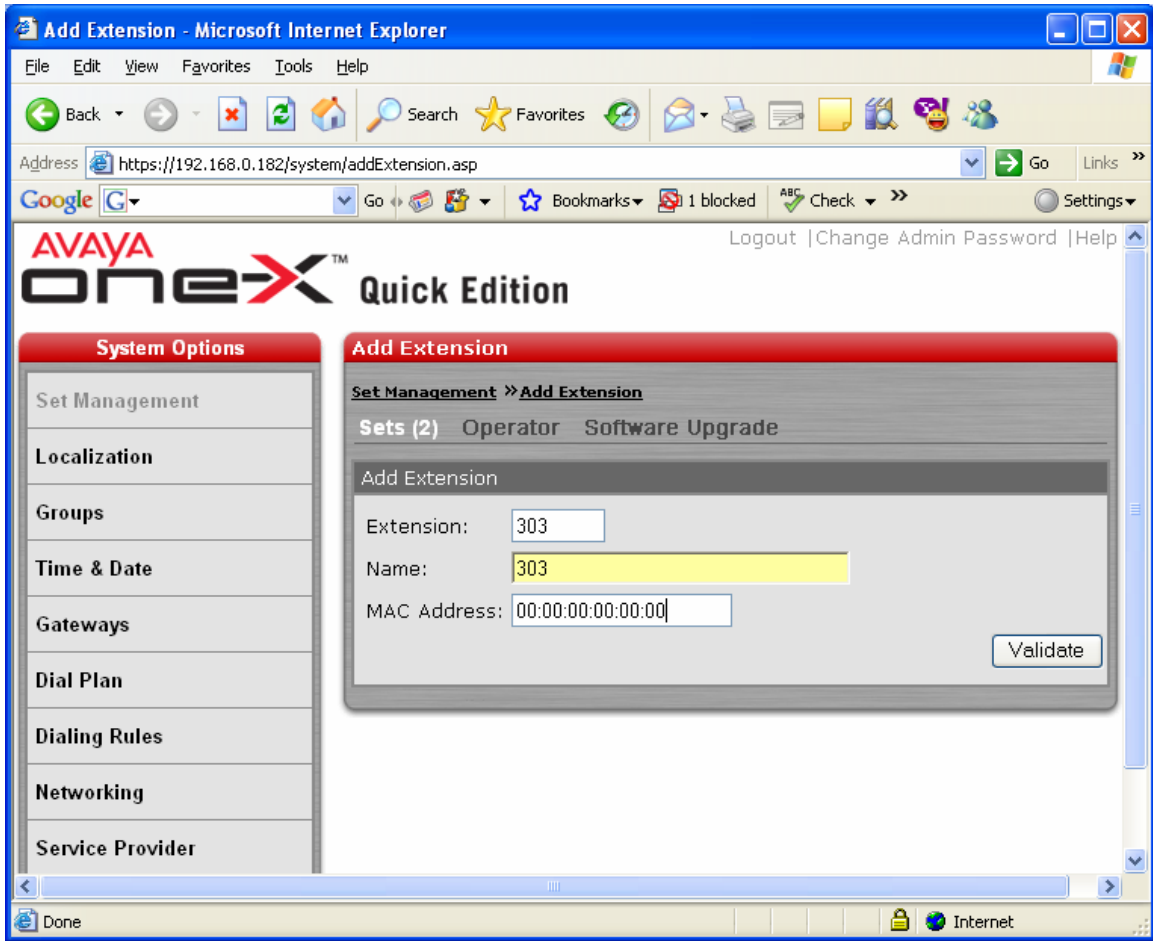 Add Extension - Microsoft Internet Explorer
File Edit View Favorites Tools Help
Back Search Favorites
Address https://192.168.0.182/system/addExtension.asp Go Links »
Google G Go Bookmarks 1 blocked ABC Check » Settings
Logout |Change Admin Password |Help
AVAYA
one-X™ Quick Edition
System Options
Set Management
Localization
Groups
Time & Date
Gateways
Dial Plan
Dialing Rules
Networking
Service Provider
Add Extension
Set Management »Add Extension
Sets (2) Operator Software Upgrade
Add Extension
Extension: 303
Name: 303
MAC Address: 00:00:00:00:00:00
Validate
Done Internet